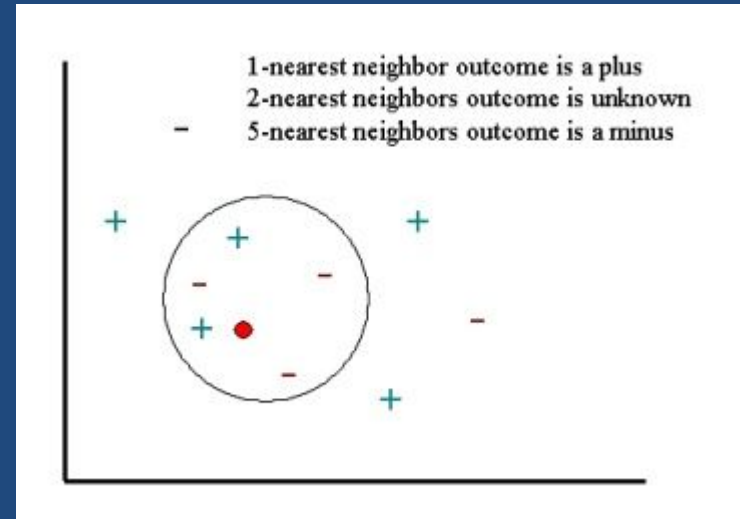 1-nearest neighbor outcome is a plus
2-nearest neighbors outcome is unknown
5-nearest neighbors outcome is a minus